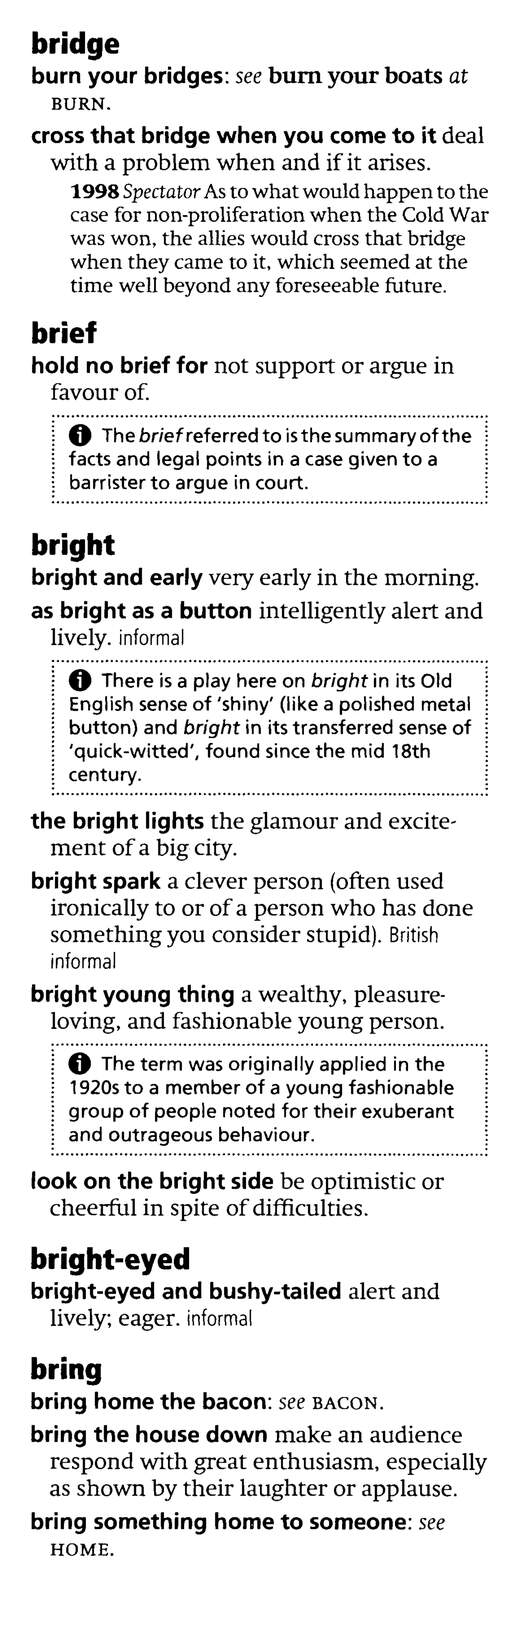 bridge
burn your bridges: see burn your boats at
BURN.
cross that bridge when you come to it deal
with a problem when and if it arises.
1998 Spectator As to what would happen to the
case for non-proliferation when the Cold War
was won, the allies would cross that bridge
when they came to it, which seemed at the
time well beyond any foreseeable future.
brief
hold no brief for not support or argue in
favour of.
i The brief referred to is the summary of the
facts and legal points in a case given to a
barrister to argue in court.
bright
bright and early very early in the morning.
as bright as a button intelligently alert and
lively. informal
i There is a play here on bright in its Old
English sense of 'shiny' (like a polished metal
button) and bright in its transferred sense of
'quick-witted', found since the mid 18th
century.
the bright lights the glamour and excite-
ment of a big city.
bright spark a clever person (often used
ironically to or of a person who has done
something you consider stupid). British
informal
bright young thing a wealthy, pleasure-
loving, and fashionable young person.
i The term was originally applied in the
1920s to a member of a young fashionable
group of people noted for their exuberant
and outrageous behaviour.
look on the bright side be optimistic or
cheerful in spite of difficulties.
bright-eyed
bright-eyed and bushy-tailed alert and
lively; eager. informal
bring
bring home the bacon: see BACON.
bring the house down make an audience
respond with great enthusiasm, especially
as shown by their laughter or applause.
bring something home to someone: see
HOME.